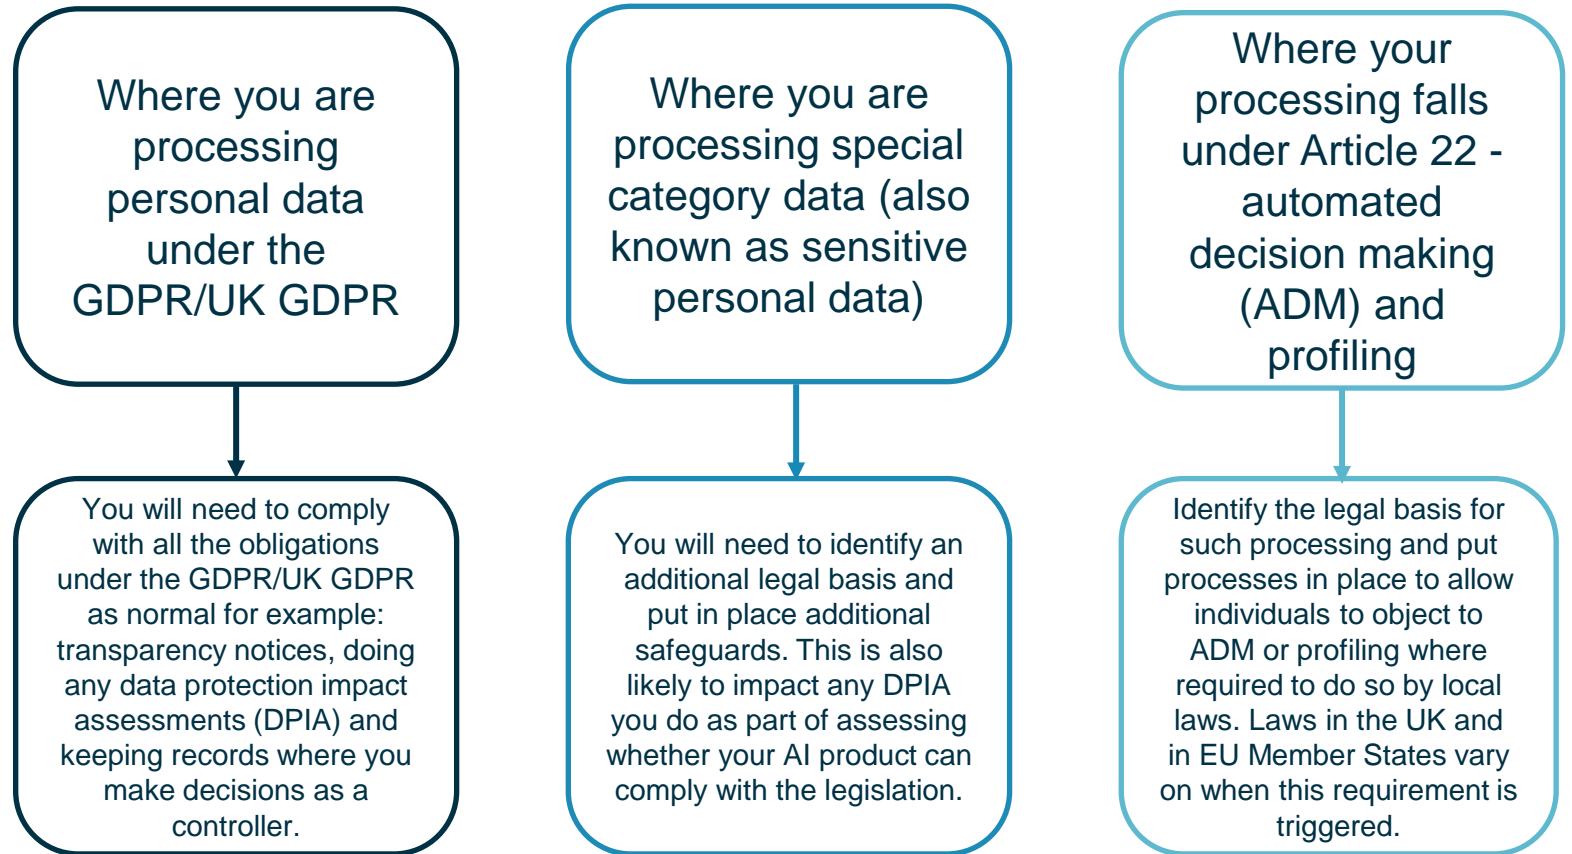 Where you are
processing
personal data
under the
GDPR/UK GDPR
You will need to comply
with all the obligations
under the GDPR/UK GDPR
as normal for example:
transparency notices, doing
any data protection impact
assessments (DPIA) and
keeping records where you
make decisions as a
controller.
Where you are
processing special
category data (also
known as sensitive
personal data)
You will need to identify an
additional legal basis and
put in place additional
safeguards. This is also
likely to impact any DPIA
you do as part of assessing
whether your AI product can
comply with the legislation.
Where your
processing falls
under Article 22 -
automated
decision making
(ADM) and
profiling
Identify the legal basis for
such processing and put
processes in place to allow
individuals to object to
ADM or profiling where
required to do so by local
laws. Laws in the UK and
in EU Member States vary
on when this requirement is
triggered.